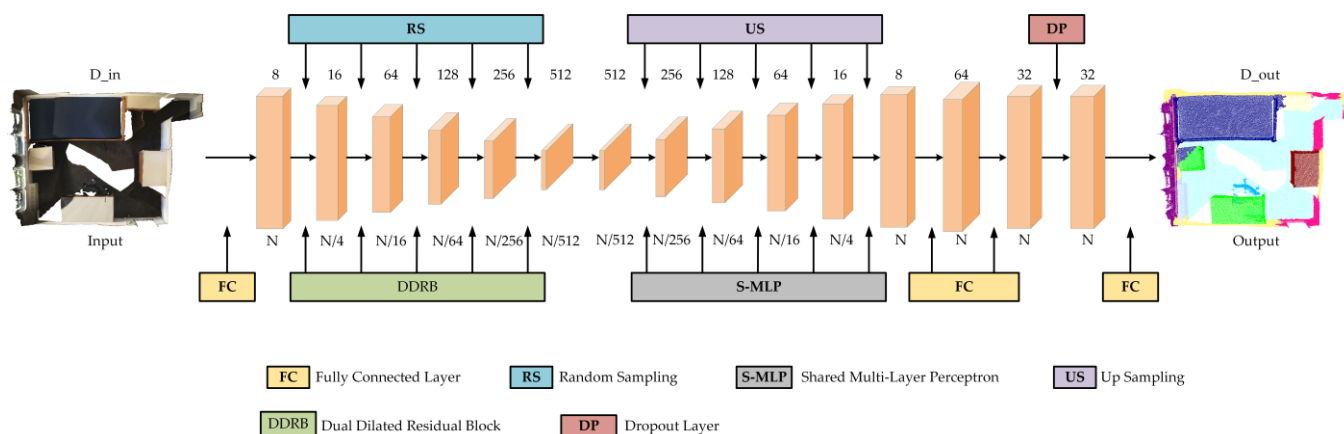 RS
US
DP
D_in
8
16
64
128
256
512
512
256
128
64
16
8
64
32
32
D_out
Input
N
N/4
N/16
N/64
N/256
N/512
N/512
N/256
N/64
N/16
N/4
N
N
N
N
Output
FC
DDRB
S-MLP
FC
FC
FC Fully Connected Layer
RS Random Sampling
S-MLP Shared Multi-Layer Perceptron
US Up Sampling
DDRB Dual Dilated Residual Block
DP Dropout Layer